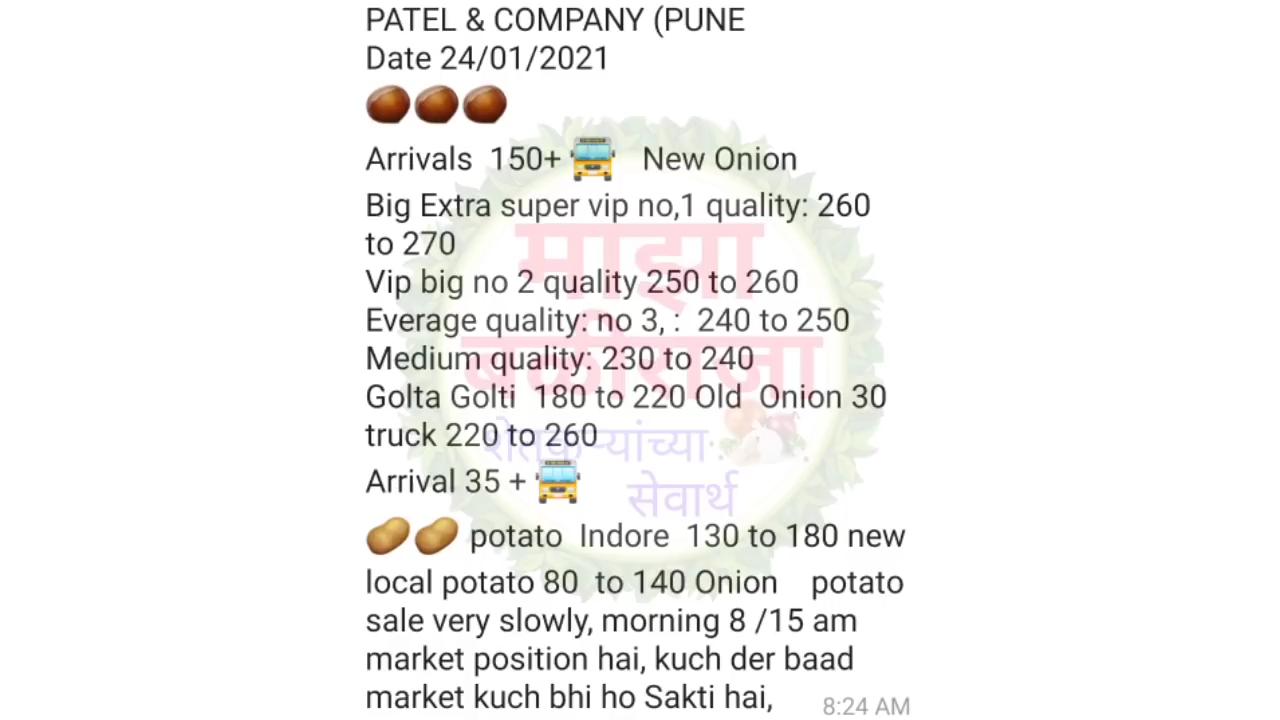 PATEL & COMPANY (PUNE
Date 24/01/2021
Arrivals 150+ New Onion
Big Extra super vip no,1 quality: 260
to 270
Vip big no 2 quality 250 to 260
Everage quality: no 3, : 240 to 250
Medium quality: 230 to 240
Golta Golti 180 to 220 Old Onion 30
truck 220 to 260
Arrival 35 +
potato Indore 130 to 180 new
local potato 80 to 140 Onion potato
sale very slowly, morning 8 /15 am
market position hai, kuch der baad
market kuch bhi ho Sakti hai,
8:24 AM
माझा
बळीराजा
शेतकऱ्यांच्या
सेवार्थ